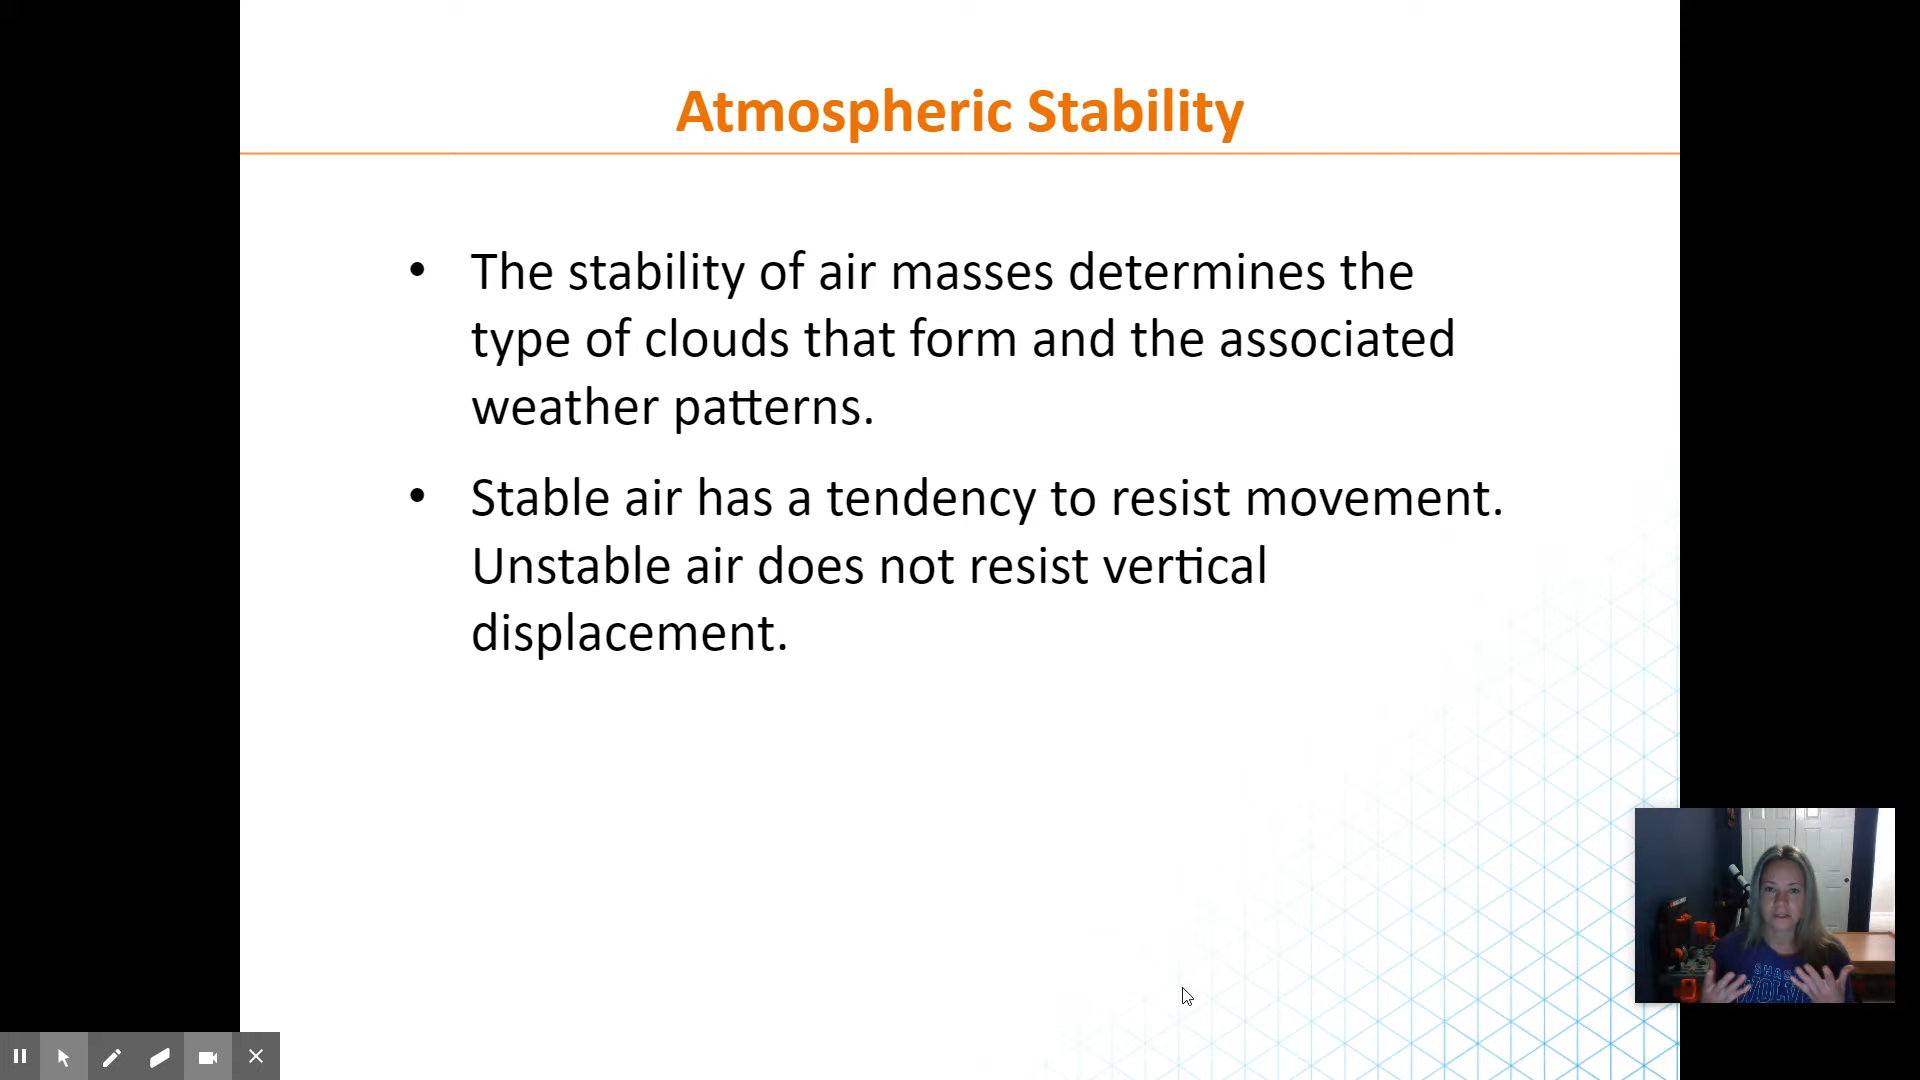 Atmospheric Stability
• The stability of air masses determines the
type of clouds that form and the associated
weather patterns.
• Stable air has a tendency to resist movement.
Unstable air does not resist vertical
displacement.